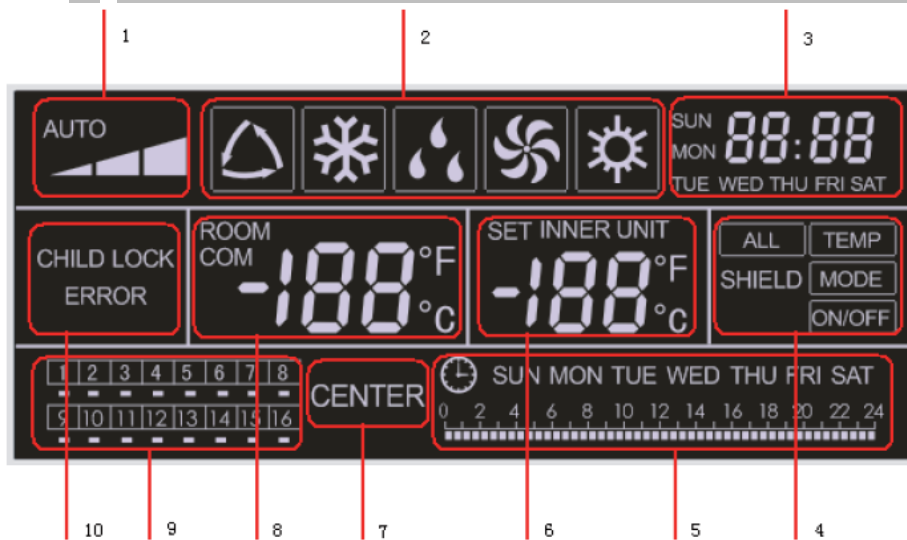 1 2 3
AUTO
SUN 88:88
MON
TUE WED THU FRI SAT
CHILD LOCK
ERROR
ROOM
COM
-188 °F
°C
SET INNER UNIT
-188 °F
°C
ALL TEMP
SHIELD MODE
ON/OFF
1 2 3 4 5 6 7 8
9 10 11 12 13 14 15 16
CENTER
SUN MON TUE WED THU FRI SAT
0 2 4 6 8 10 12 14 16 18 20 22 24
10 9 8 7 6 5 4